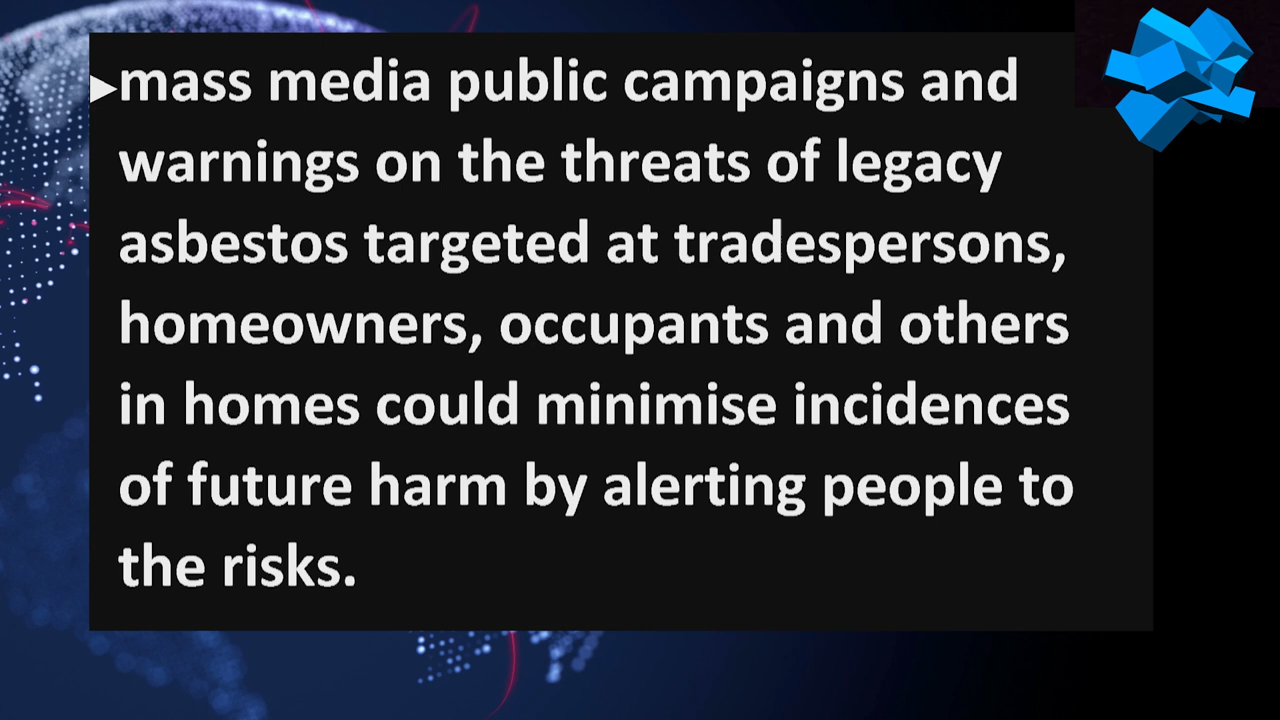 mass media public campaigns and
warnings on the threats of legacy
asbestos targeted at tradespersons,
homeowners, occupants and others
in homes could minimise incidences
of future harm by alerting people to
the risks.